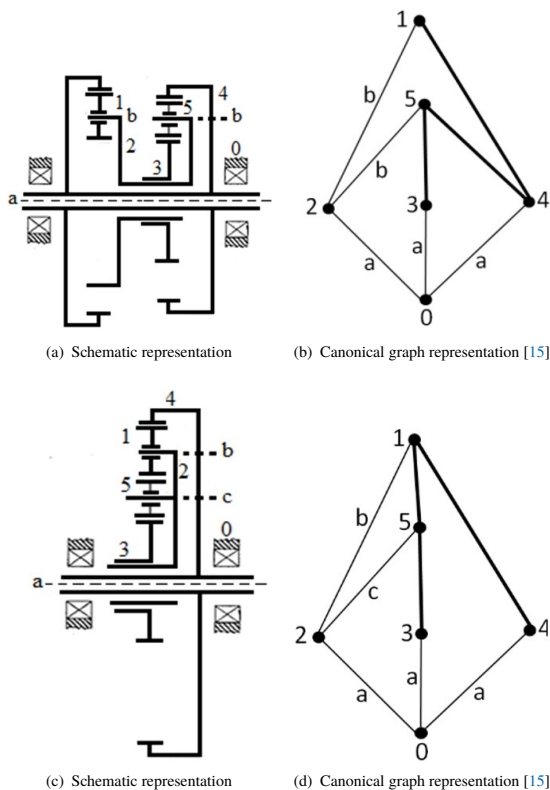 1
4
5
1
b
b
2
0
3
a
(a) Schematic representation
1
b
5
b
2
3
4
a
a
a
0
(b) Canonical graph representation [15]
4
1
b
2
5
c
0
3
a
(c) Schematic representation
1
b
5
c
2
3
4
a
a
a
0
(d) Canonical graph representation [15]